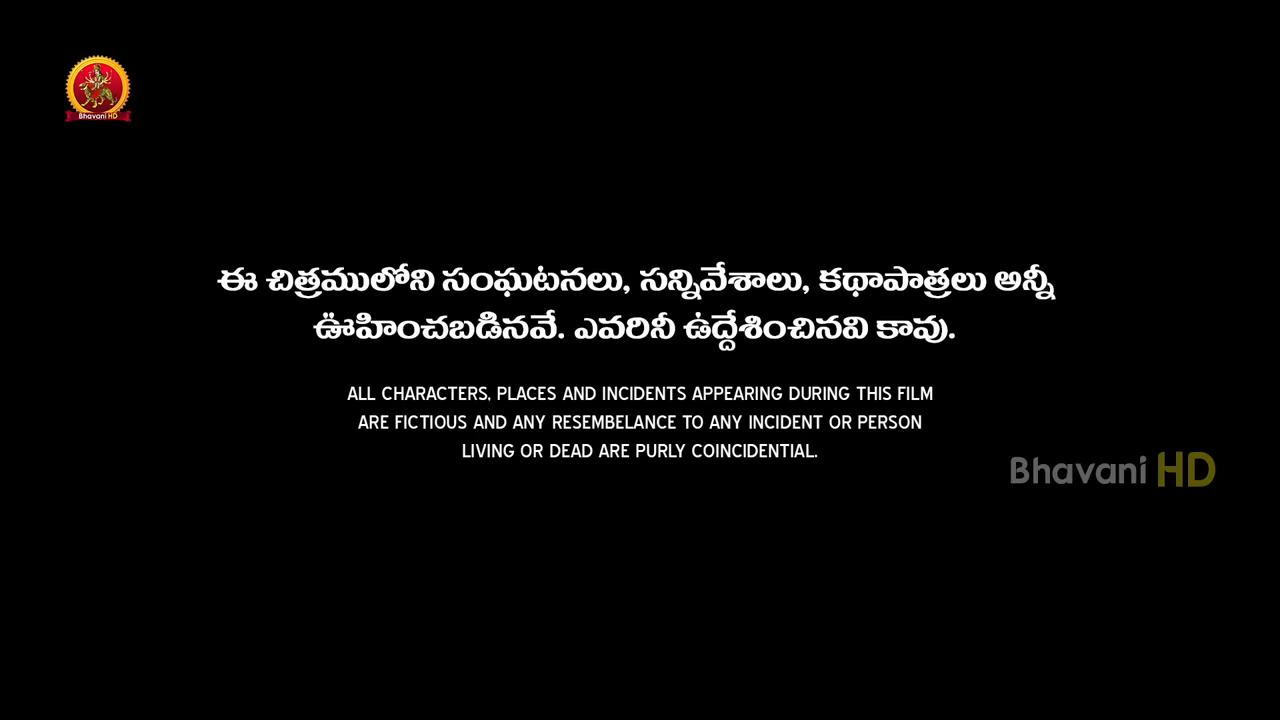 Bhavani HD
ఈ చిత్రములోని సంఘటనలు, సన్నివేశాలు, కథాపాత్రలు అన్నీ
ఊహించబడినవే. ఎవరినీ ఉద్దేశించినవి కావు.
ALL CHARACTERS, PLACES AND INCIDENTS APPEARING DURING THIS FILM
ARE FICTIOUS AND ANY RESEMBELANCE TO ANY INCIDENT OR PERSON
LIVING OR DEAD ARE PURLY COINCIDENTIAL.
Bhavani HD